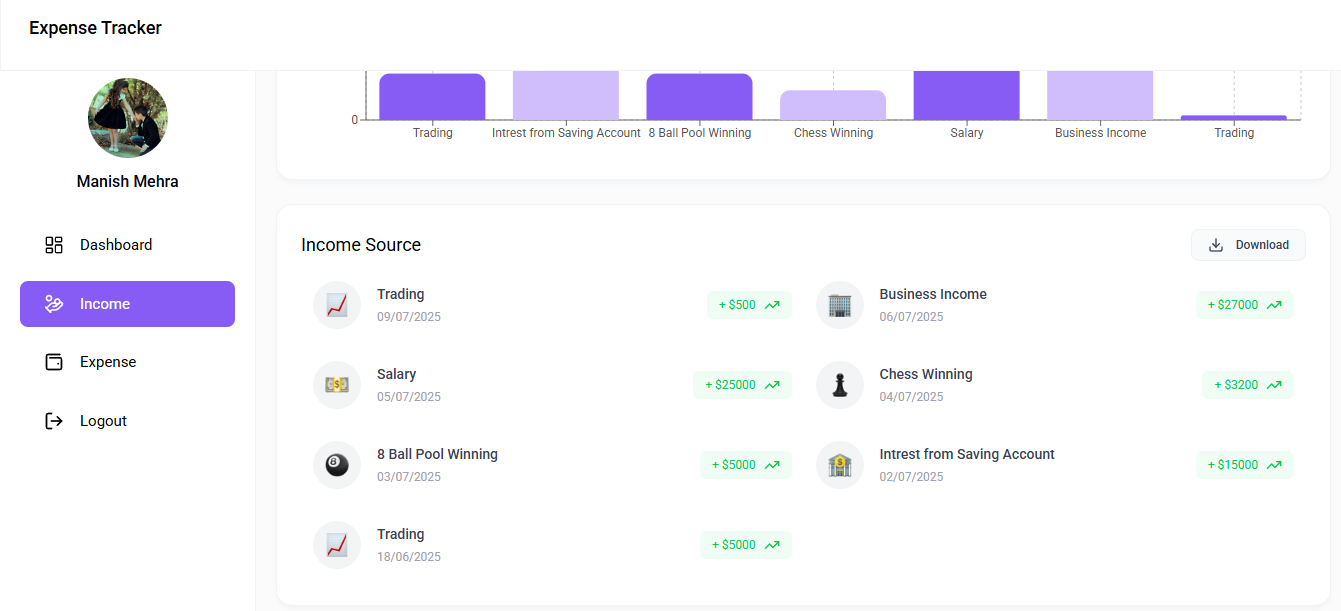 Expense Tracker
Manish Mehra
Dashboard
Income
Expense
Logout
0
Trading
Intrest from Saving Account
8 Ball Pool Winning
Chess Winning
Salary
Business Income
Trading
Income Source
Download
Trading
09/07/2025
+ $500
Business Income
06/07/2025
+ $27000
Salary
05/07/2025
+ $25000
Chess Winning
04/07/2025
+ $3200
8 Ball Pool Winning
03/07/2025
+ $5000
Intrest from Saving Account
02/07/2025
+ $15000
Trading
18/06/2025
+ $5000